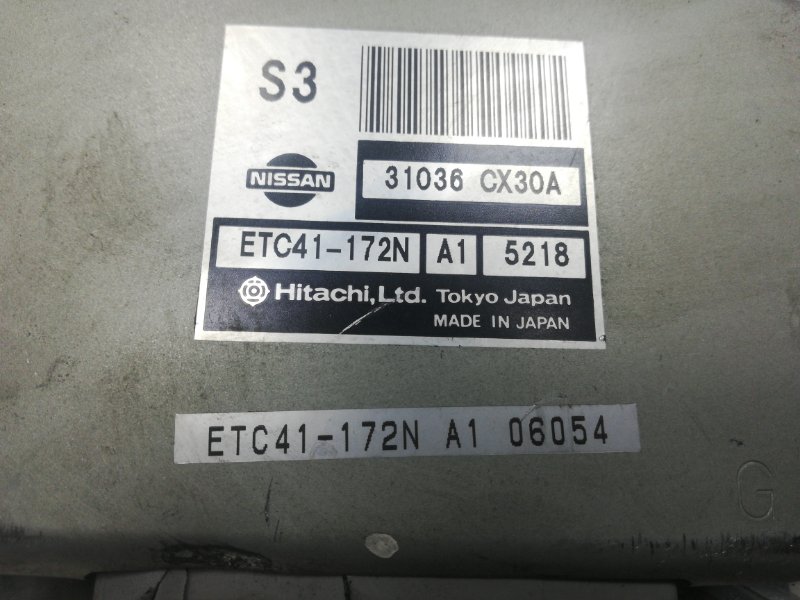 S3
NISSAN
31036 CX30A
ETC41-172N A1 5218
Hitachi, Ltd. Tokyo Japan
MADE IN JAPAN
ETC41-172N A1 06054
G